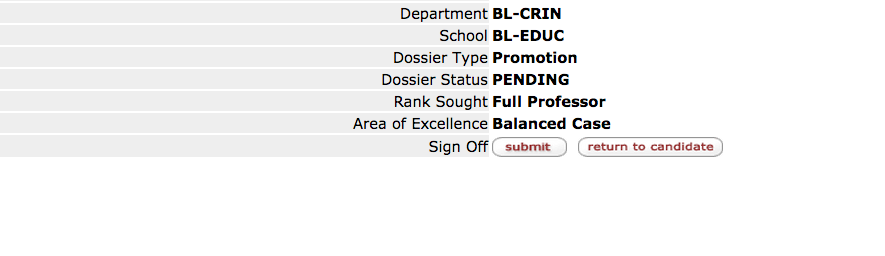 Department BL-CRIN
School BL-EDUC
Dossier Type Promotion
Dossier Status PENDING
Rank Sought Full Professor
Area of Excellence Balanced Case
Sign Off submit return to candidate